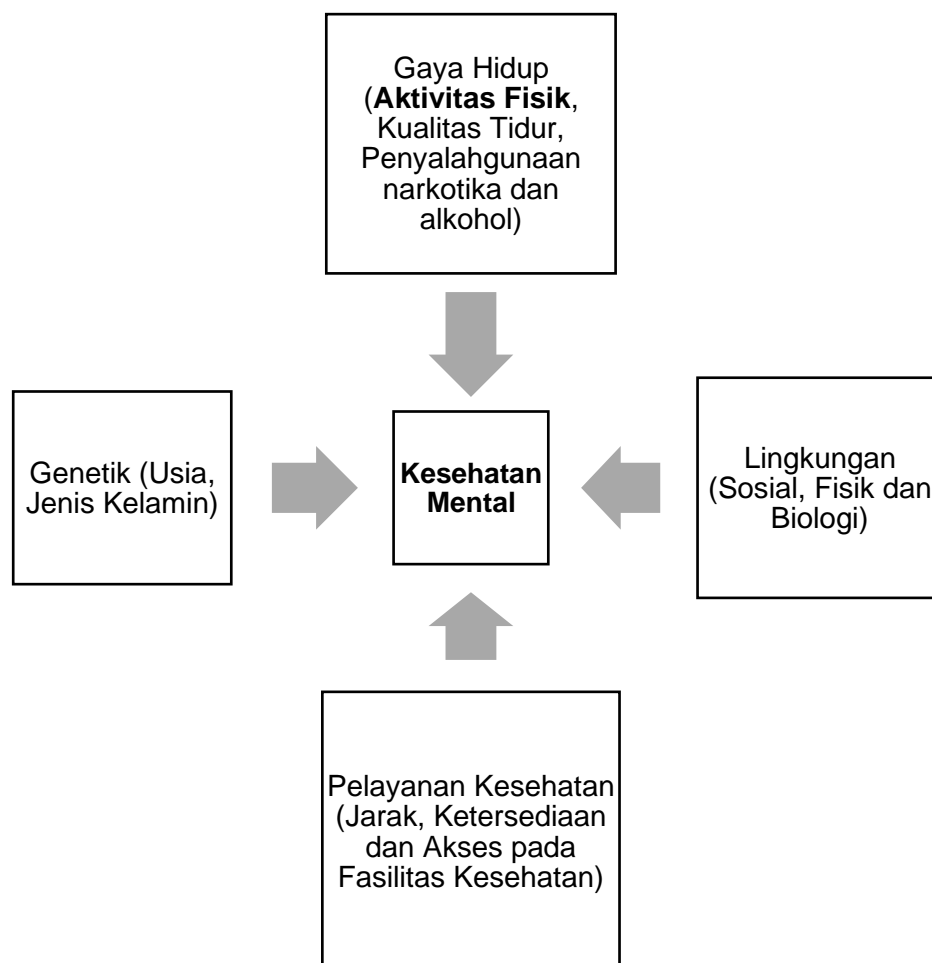 Gaya Hidup
(Aktivitas Fisik,
Kualitas Tidur,
Penyalahgunaan
narkotika dan
alkohol)
Genetik (Usia,
Jenis Kelamin)
Kesehatan
Mental
Lingkungan
(Sosial, Fisik dan
Biologi)
Pelayanan Kesehatan
(Jarak, Ketersediaan
dan Akses pada
Fasilitas Kesehatan)